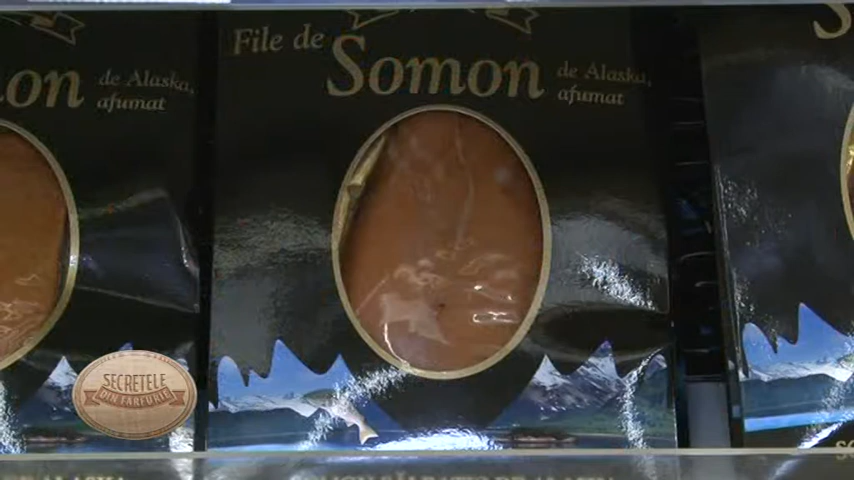 File de
Somon
de Alaska,
afumat
on
de Alaska,
afumat
S
SECRETELE
DIN FARFURIE